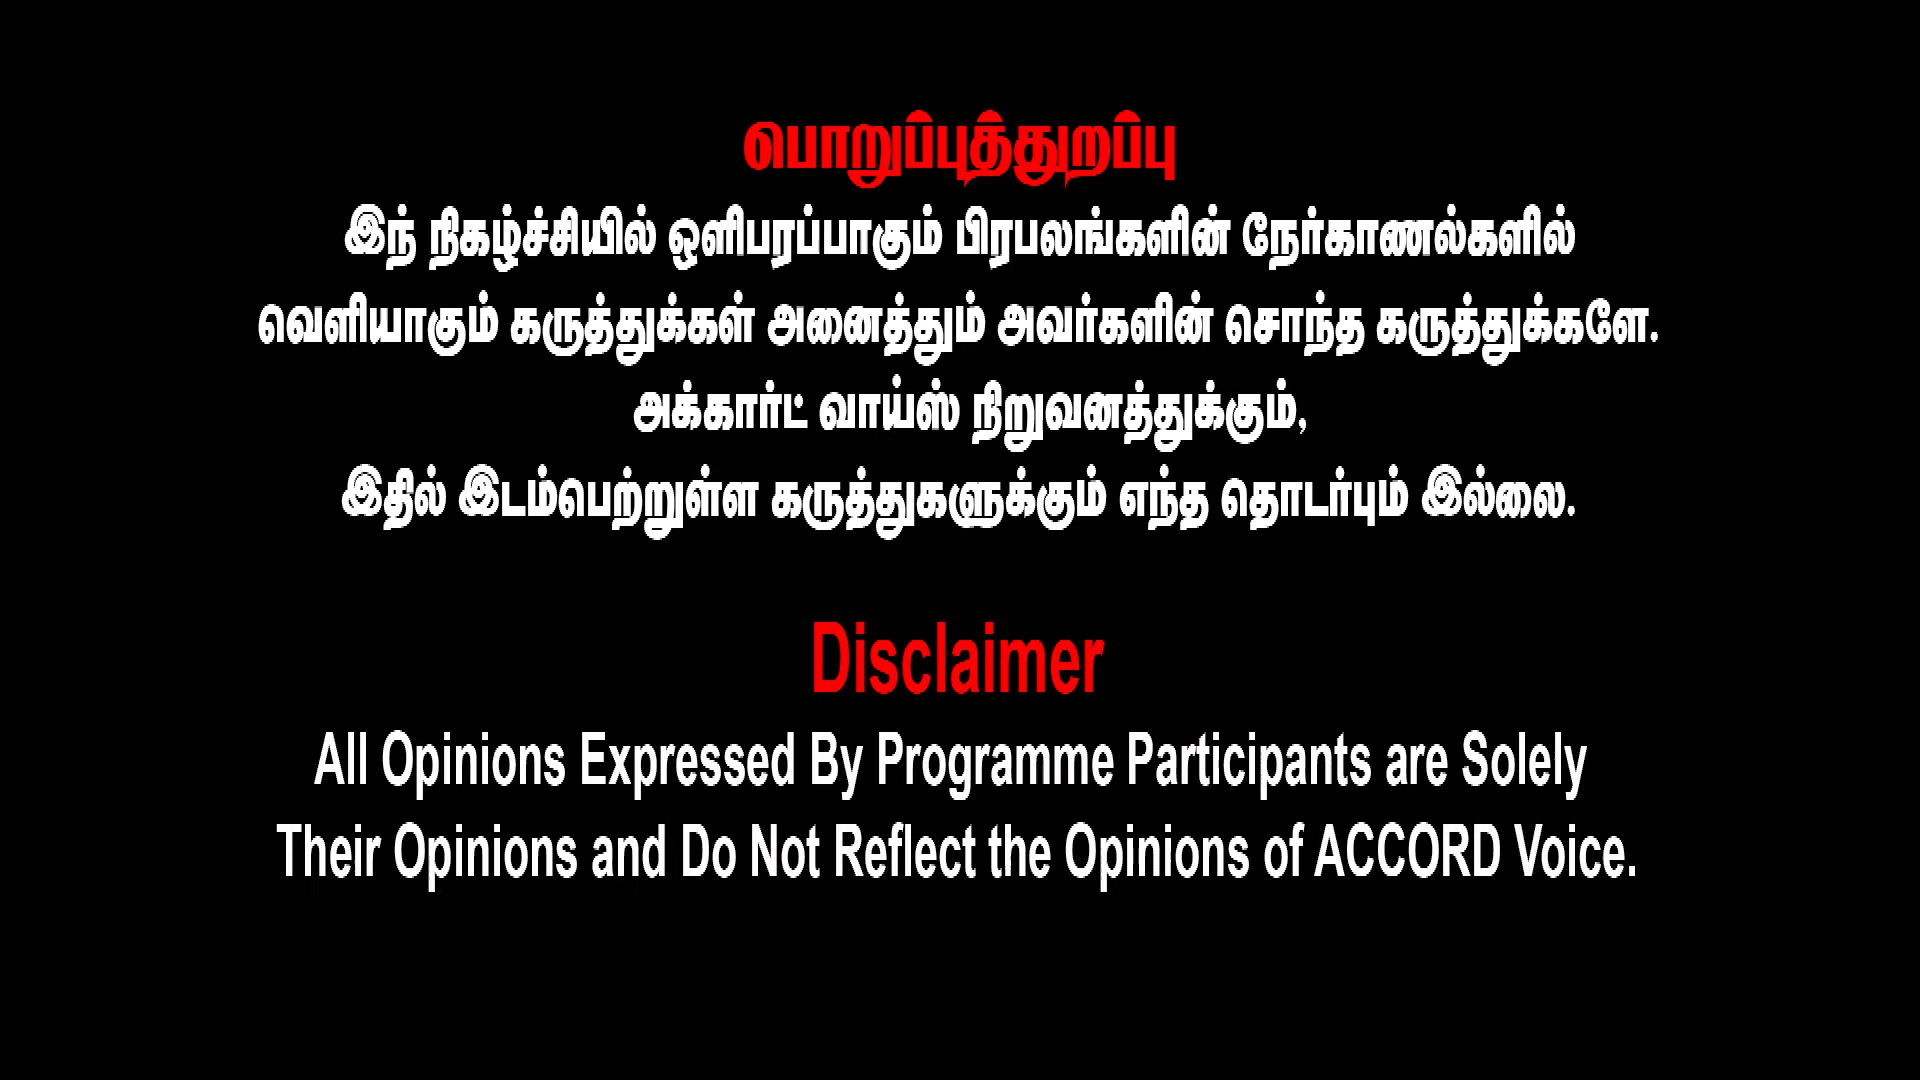 பொறுப்புத்துறப்பு
இந் நிகழ்ச்சியில் ஒளிபரப்பாகும் பிரபலங்களின் நேர்காணல்களில்
வெளியாகும் கருத்துக்கள் அனைத்தும் அவர்களின் சொந்த கருத்துக்களே.
அக்கார்ட் வாய்ஸ் நிறுவனத்துக்கும்,
இதில் இடம்பெற்றுள்ள கருத்துகளுக்கும் எந்த தொடர்பும் இல்லை.
Disclaimer
All Opinions Expressed By Programme Participants are Solely
Their Opinions and Do Not Reflect the Opinions of ACCORD Voice.